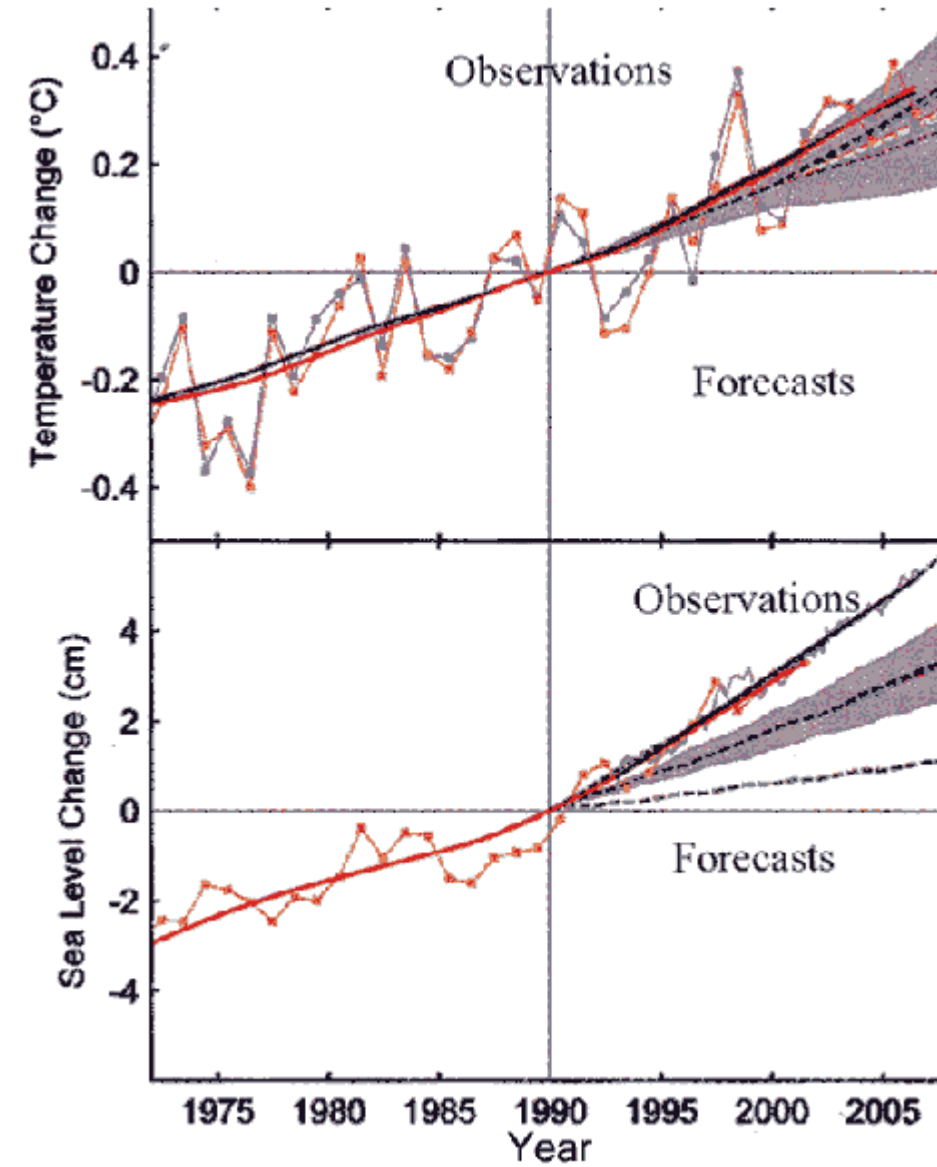 Temperature Change (°C)
0.4
0.2
0
-0.2
-0.4
Observations
Forecasts
Sea Level Change (cm)
4
2
0
-2
-4
Observations
Forecasts
1975 1980 1985 1990 1995 2000 2005
Year